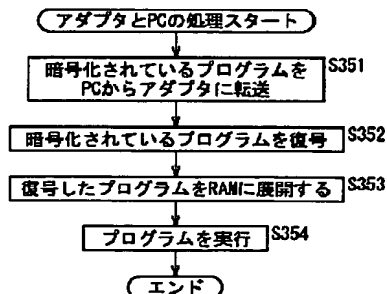 アダプタとPCの処理スタート
暗号化されているプログラムを
PCからアダプタに転送
S351
暗号化されているプログラムを復号
S352
復号したプログラムをRAMに展開する
S353
プログラムを実行
S354
エンド